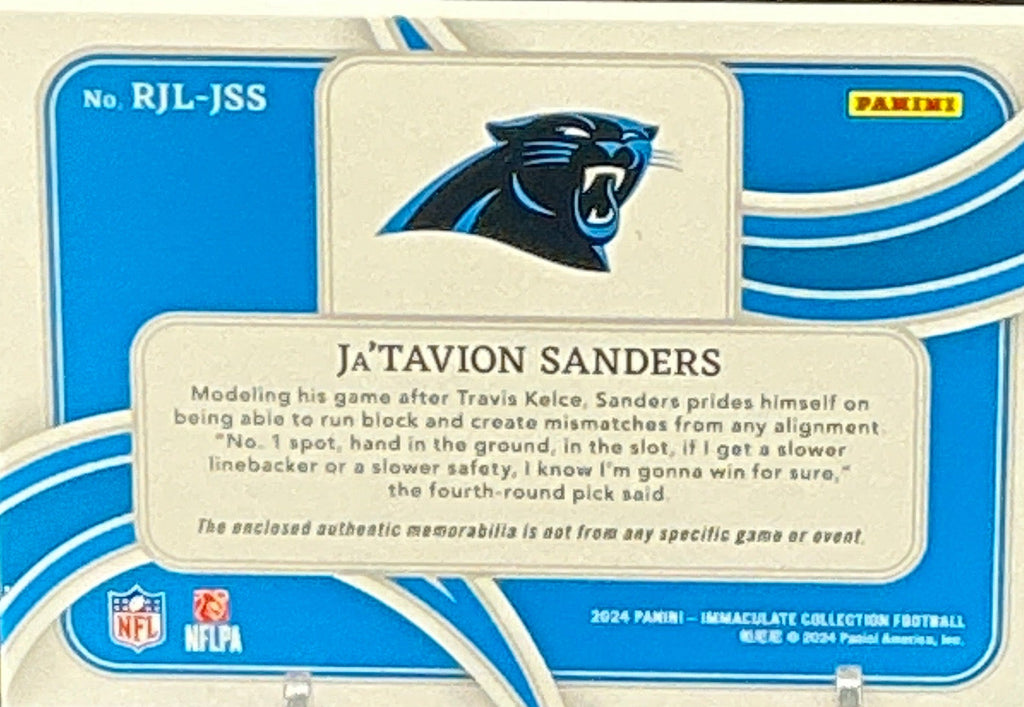 No. RJL-JSS
PANINI
Ja'TAVION SANDERS
Modeling his game after Travis Kelce, Sanders prides himself on
being able to run block and create mismatches from any alignment.
"No. 1 spot, hand in the ground, in the slot, if I get a slower
linebacker or a slower safety, I know I'm gonna win for sure,"
the fourth-round pick said.
The enclosed authentic memorabilia is not from any specific game or event.
NFL
NFLPA
2024 PANINI – IMMACULATE COLLECTION FOOTBALL
© 2024 Panini America, Inc.